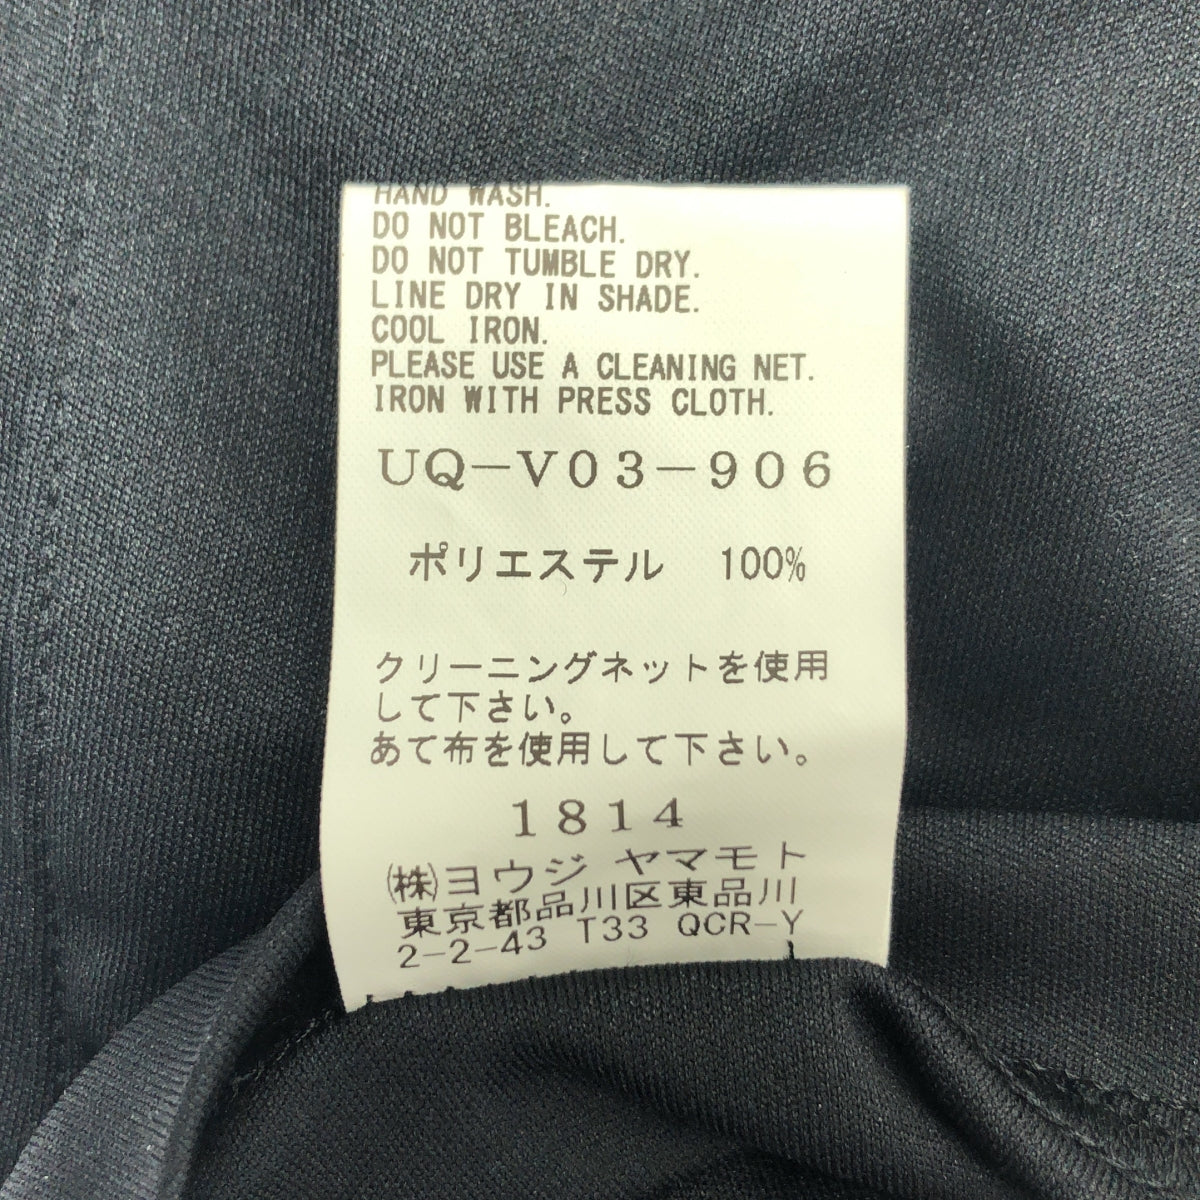 HAND WASH.
DO NOT BLEACH.
DO NOT TUMBLE DRY.
LINE DRY IN SHADE.
COOL IRON.
PLEASE USE A CLEANING NET.
IRON WITH PRESS CLOTH.
UQ－V03－906
ポリエステル 100%
クリーニングネットを使用
して下さい。
あて布を使用して下さい。
1814
㈱ヨウジ ヤマモト
東京都品川区東品川
2-2-43 T33 QCR-Y